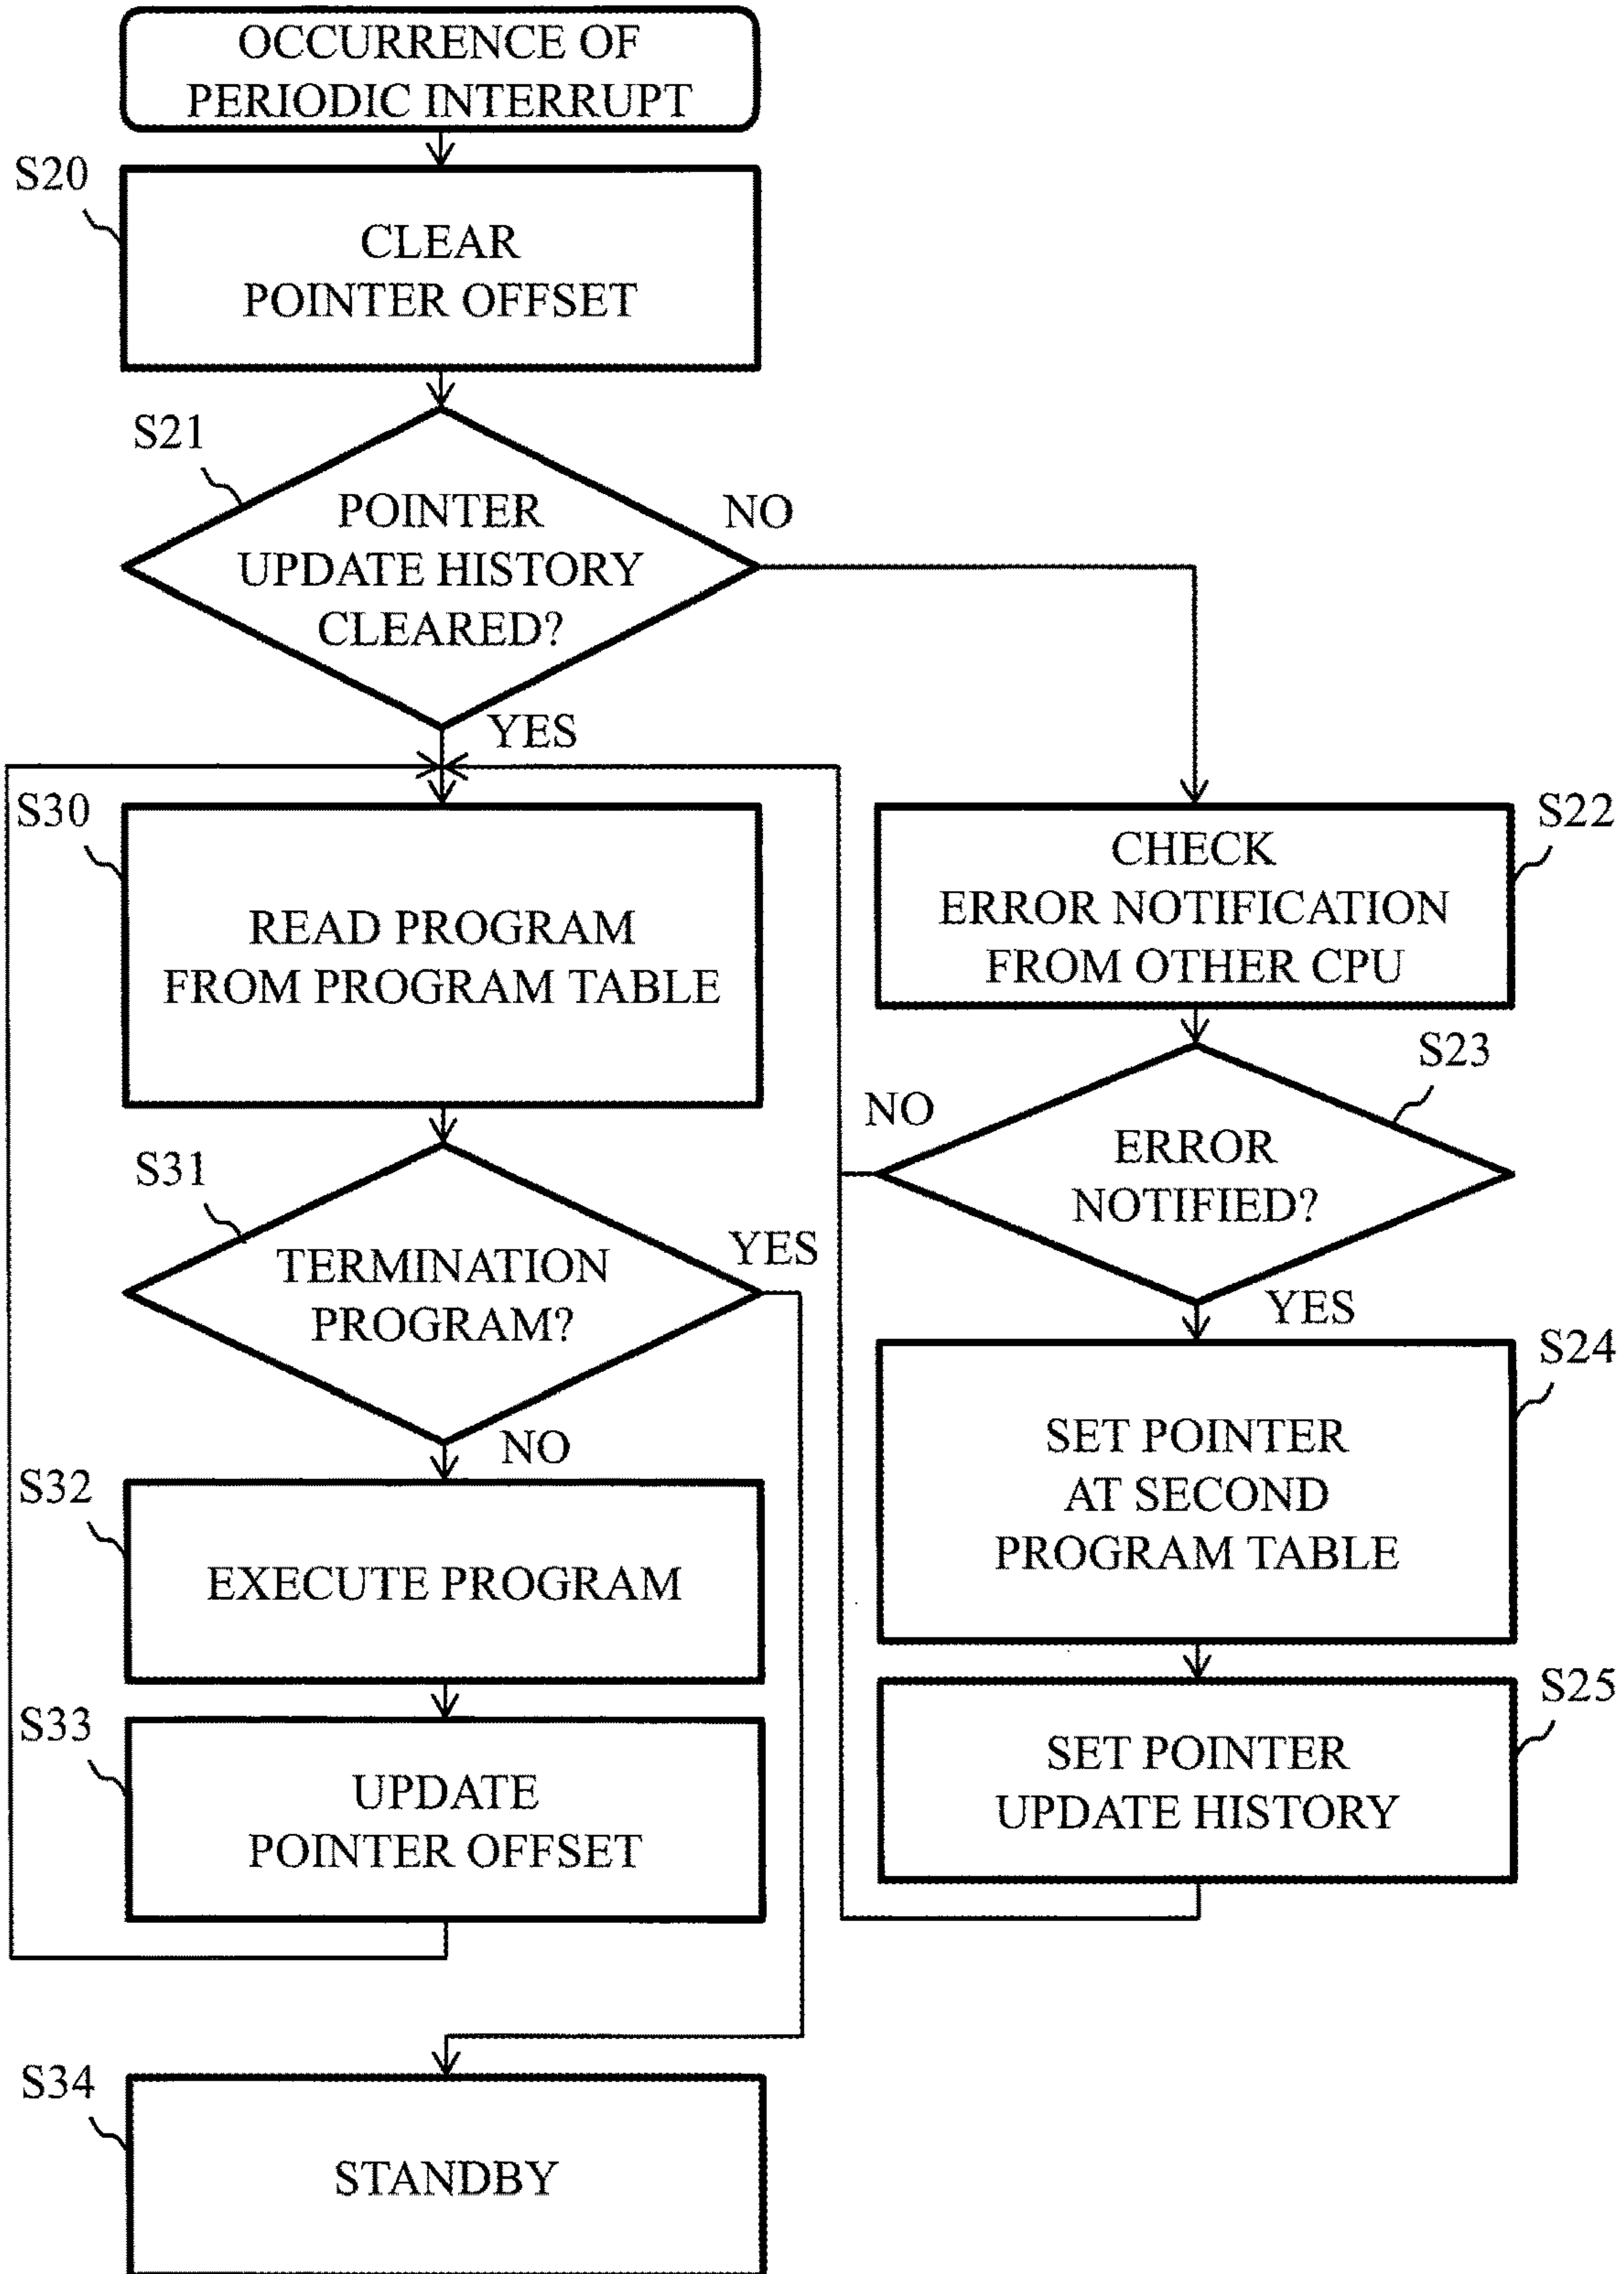 OCCURRENCE OF
PERIODIC INTERRUPT
S20
CLEAR
POINTER OFFSET
S21
POINTER
UPDATE HISTORY
CLEARED?
NO
YES
S30
READ PROGRAM
FROM PROGRAM TABLE
S22
CHECK
ERROR NOTIFICATION
FROM OTHER CPU
S23
ERROR
NOTIFIED?
NO
YES
S31
TERMINATION
PROGRAM?
YES
NO
S24
SET POINTER
AT SECOND
PROGRAM TABLE
S32
EXECUTE PROGRAM
S25
SET POINTER
UPDATE HISTORY
S33
UPDATE
POINTER OFFSET
S34
STANDBY